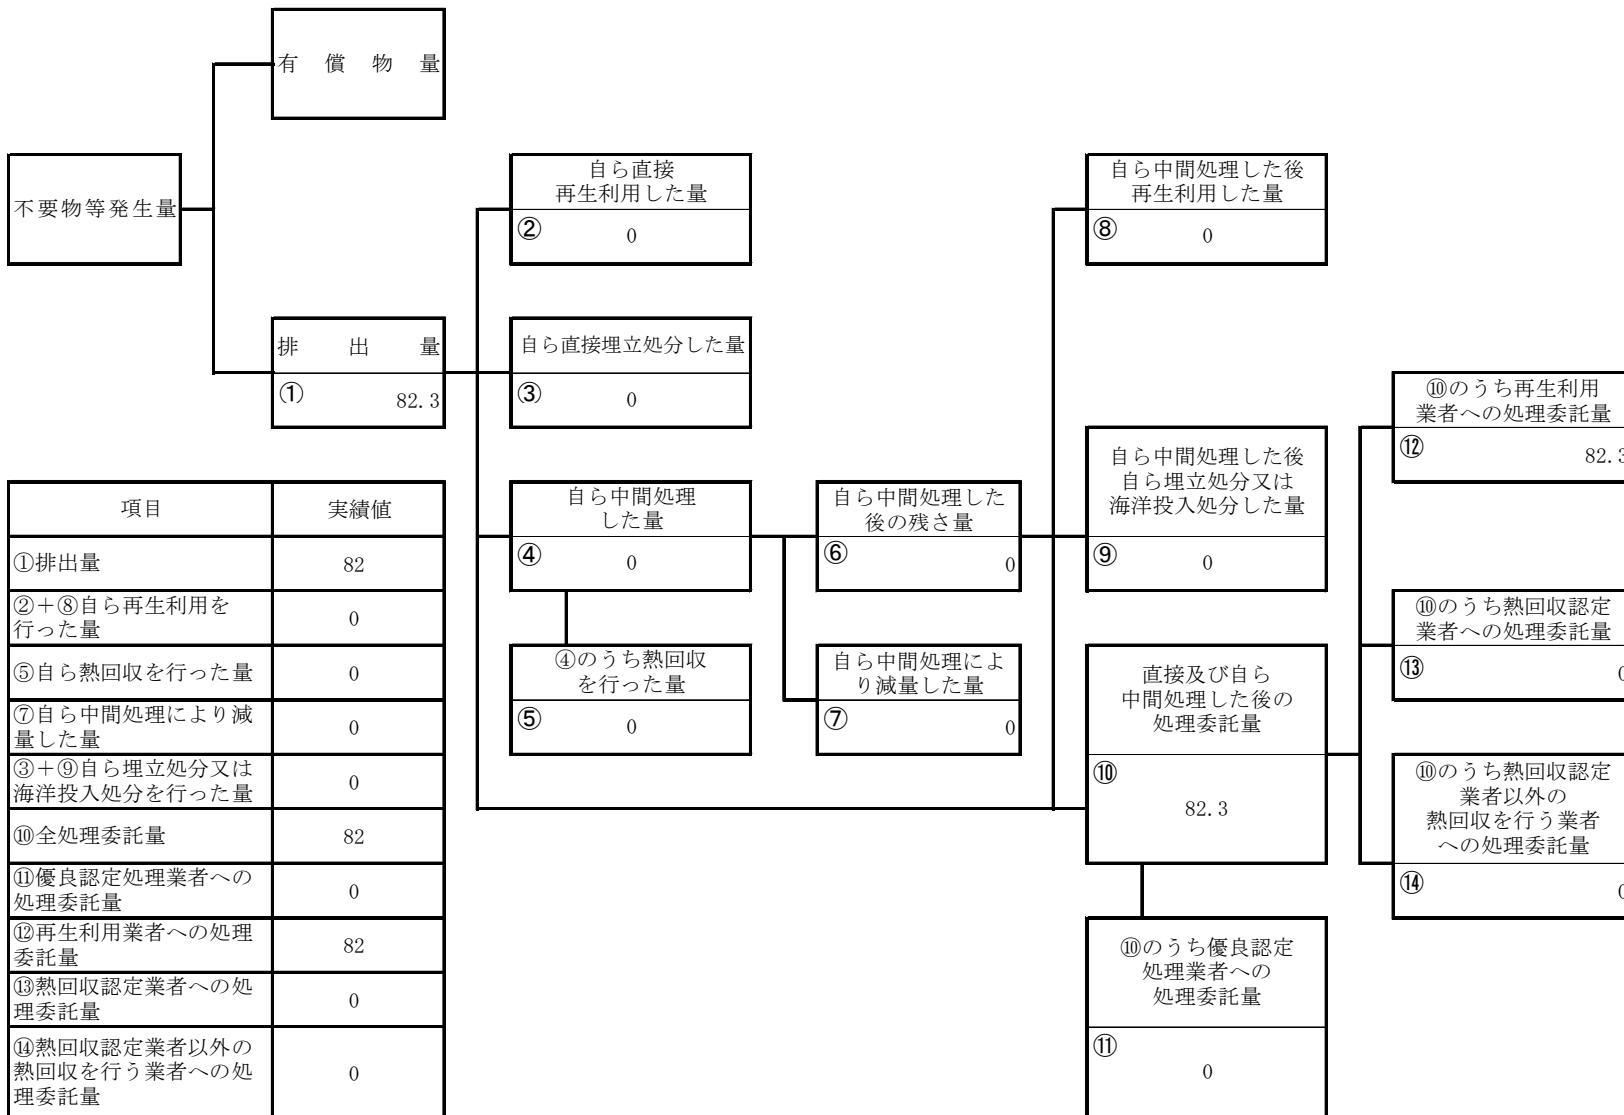 有償物量
不要物等発生量
排出量
①
82.3
自ら直接
再生利用した量
②
0
自ら直接埋立処分した量
③
0
自ら中間処理
した量
④
0
④のうち熱回収
を行った量
⑤
0
自ら中間処理した
後の残さ量
⑥
0
自ら中間処理によ
り減量した量
⑦
0
自ら中間処理した後
再生利用した量
⑧
0
自ら中間処理した後
自ら埋立処分又は
海洋投入処分した量
⑨
0
直接及び自ら
中間処理した後の
処理委託量
⑩
82.3
⑩のうち優良認定
処理業者への
処理委託量
⑪
0
⑩のうち再生利用
業者への処理委託量
⑫
82.3
⑩のうち熱回収認定
業者への処理委託量
⑬
0
⑩のうち熱回収認定
業者以外の
熱回収を行う業者
への処理委託量
⑭
0
項目 実績値
①排出量 82
②+⑧自ら再生利用を
行った量 0
⑤自ら熱回収を行った量 0
⑦自ら中間処理により減
量した量 0
③+⑨自ら埋立処分又は
海洋投入処分を行った量 0
⑩全処理委託量 82
⑪優良認定処理業者への
処理委託量 0
⑫再生利用業者への処理
委託量 82
⑬熱回収認定業者への処
理委託量 0
⑭熱回収認定業者以外の
熱回収を行う業者への処
理委託量 0